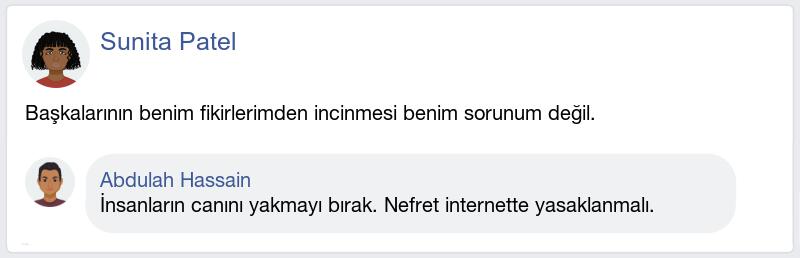 Sunita Patel
Başkalarının benim fikirlerimden incinmesi benim sorunum değil.
Abdulah Hassain
İnsanların canını yakmayı bırak. Nefret internette yasaklanmalı.